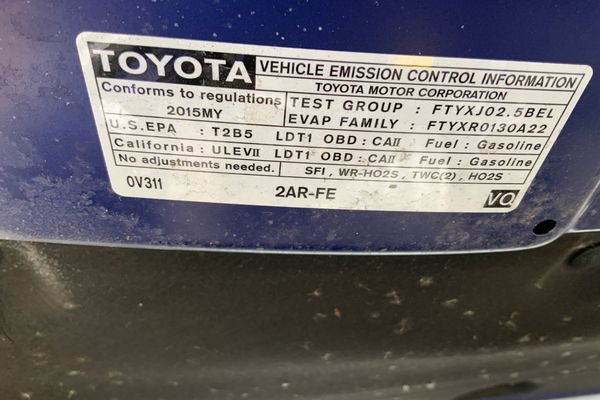 TOYOTA VEHICLE EMISSION CONTROL INFORMATION
TOYOTA MOTOR CORPORATION
Conforms to regulations
2015MY
TEST GROUP : FTYXJ02.5BEL
EVAP FAMILY : FTYXR0130A22
U.S.EPA : T2B5 LDT1 OBD : CAII Fuel : Gasoline
California : ULEVII LDT1 OBD : CAII Fuel : Gasoline
No adjustments needed. SFI, WR-HO2S, TWC(2), HO2S
0V311 2AR-FE VQ